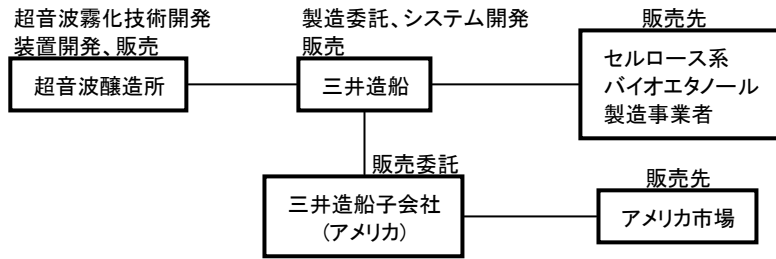 超音波霧化技術開発
装置開発、販売
超音波醸造所
製造委託、システム開発
販売
三井造船
販売先
セルロース系
バイオエタノール
製造事業者
販売委託
三井造船子会社
(アメリカ)
販売先
アメリカ市場